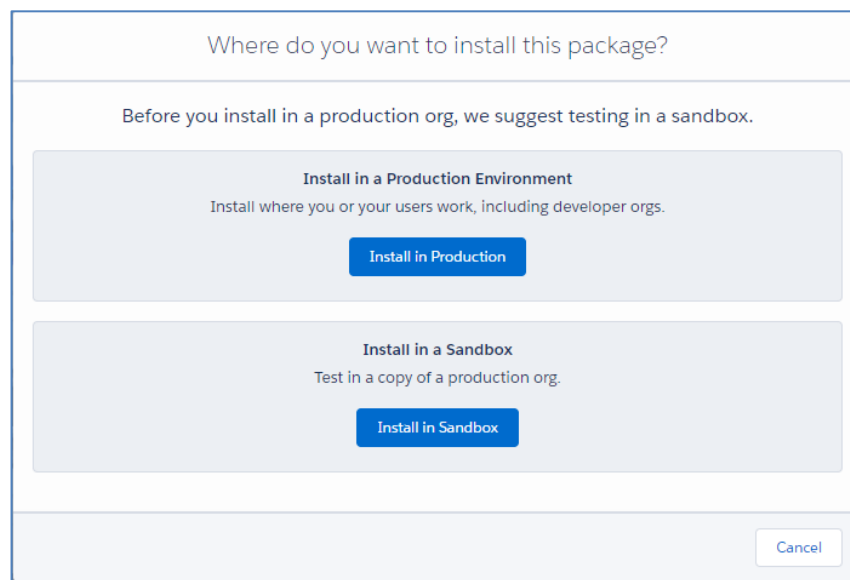 Where do you want to install this package?
Before you install in a production org, we suggest testing in a sandbox.
Install in a Production Environment
Install where you or your users work, including developer orgs.
Install in Production
Install in a Sandbox
Test in a copy of a production org.
Install in Sandbox
Cancel